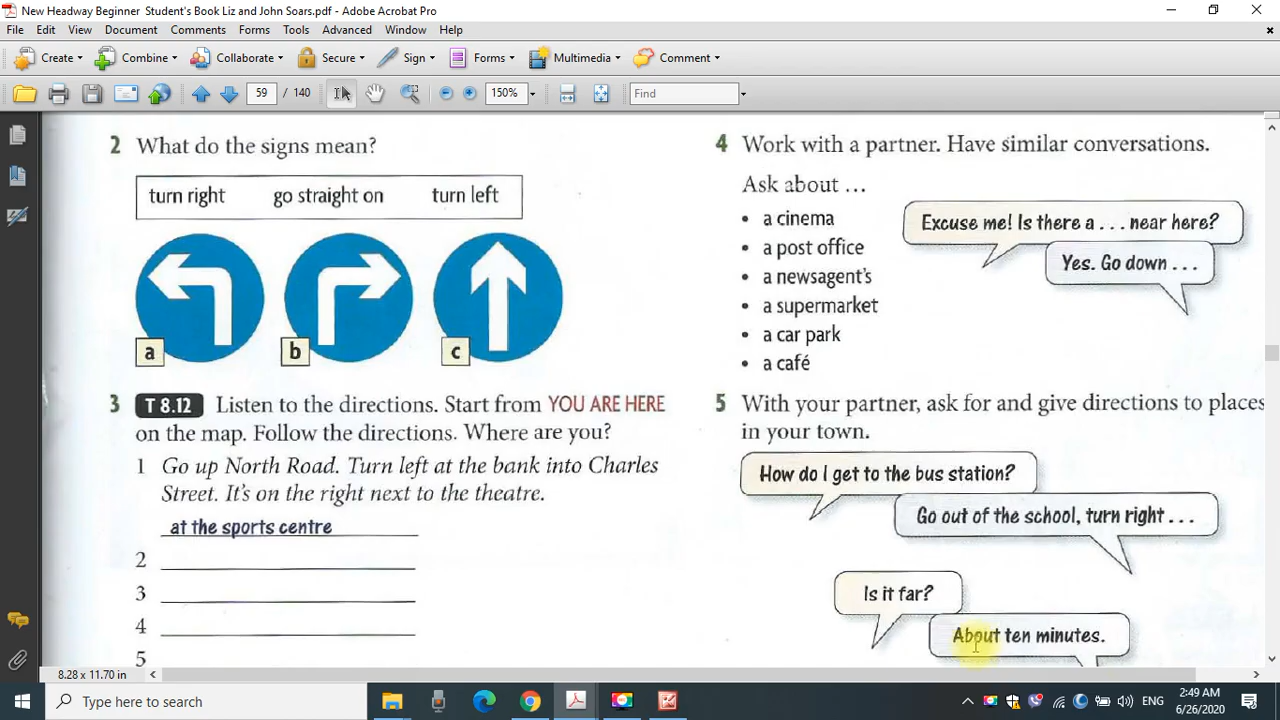 New Headway Beginner Student's Book Liz and John Soars.pdf - Adobe Acrobat Pro
File Edit View Document Comments Forms Tools Advanced Window Help
Create Combine Collaborate Secure Sign Forms Multimedia Comment
59 / 140 150% Find
2 What do the signs mean?
turn right go straight on turn left
a b c
3 T 8.12 Listen to the directions. Start from YOU ARE HERE
on the map. Follow the directions. Where are you?
1 Go up North Road. Turn left at the bank into Charles
Street. It's on the right next to the theatre.
at the sports centre
2
3
4
5
4 Work with a partner. Have similar conversations.
Ask about ...
• a cinema
• a post office
• a newsagent's
• a supermarket
• a car park
• a café
Excuse me! Is there a ... near here?
Yes. Go down ...
5 With your partner, ask for and give directions to places
in your town.
How do I get to the bus station?
Go out of the school, turn right ...
Is it far?
About ten minutes.
8.28 x 11.70 in
Type here to search
ENG
2:49 AM
6/26/2020